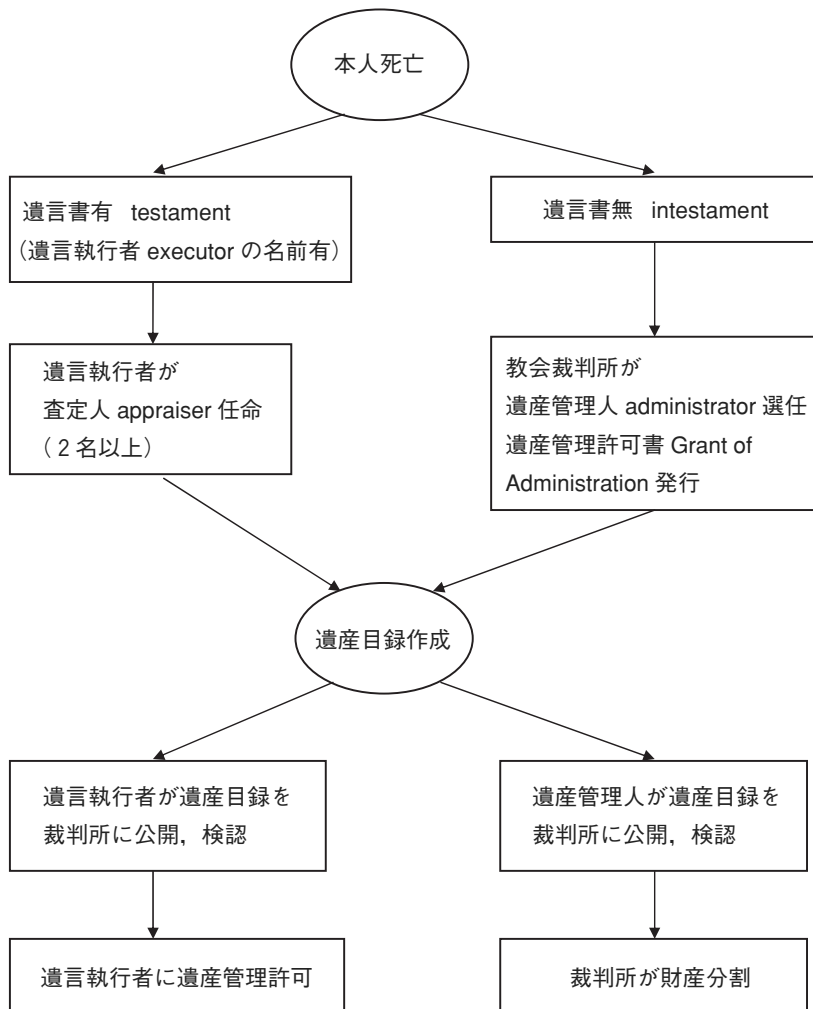 本人死亡
遺言書有 testament
（遺言執行者 executor の名前有）
遺言書無 intestament
遺言執行者が
査定人 appraiser 任命
（2名以上）
教会裁判所が
遺産管理人 administrator 選任
遺産管理許可書 Grant of
Administration 発行
遺産目録作成
遺言執行者が遺産目録を
裁判所に公開，検認
遺産管理人が遺産目録を
裁判所に公開，検認
遺言執行者に遺産管理許可
裁判所が財産分割